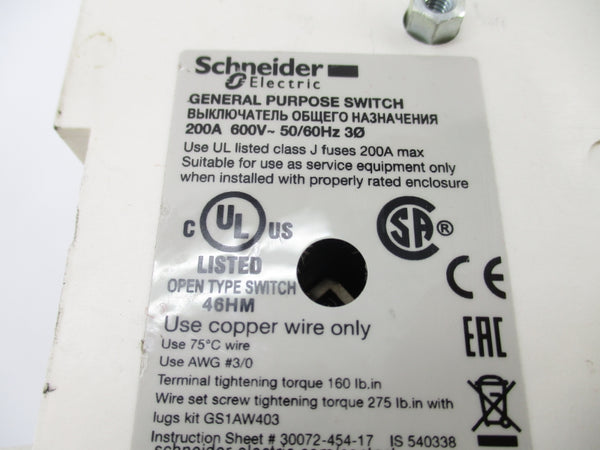 Schneider
Electric
GENERAL PURPOSE SWITCH
ВЫКЛЮЧАТЕЛЬ ОБЩЕГО НАЗНАЧЕНИЯ
200A 600V~ 50/60Hz 3Ø
Use UL listed class J fuses 200A max
Suitable for use as service equipment only
when installed with properly rated enclosure
C UL US
LISTED
OPEN TYPE SWITCH
46HM
SA ®
CE
Use copper wire only
EAC
Use 75°C wire
Use AWG #3/0
Terminal tightening torque 160 lb.in
Wire set screw tightening torque 275 lb.in with
lugs kit GS1AW403
Instruction Sheet # 30072-454-17 IS 540338